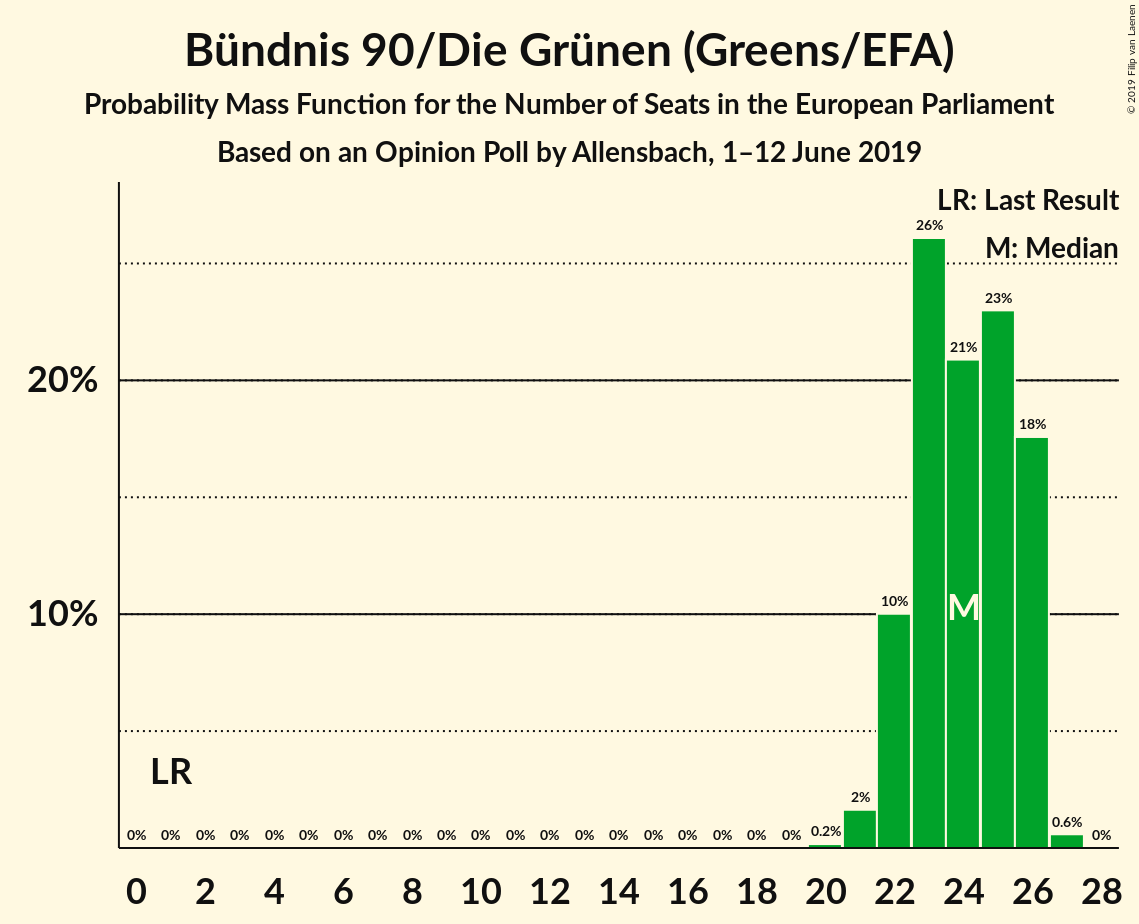 Bündnis 90/Die Grünen (Greens/EFA)
Probability Mass Function for the Number of Seats in the European Parliament
Based on an Opinion Poll by Allensbach, 1–12 June 2019
© 2019 Filip van Laenen
LR: Last Result
M: Median
26%
23%
21%
20%
18%
10%
10%
M
LR
2%
0% 0% 0% 0% 0% 0% 0% 0% 0% 0% 0% 0% 0% 0% 0% 0% 0% 0% 0% 0% 0.2% 0.6% 0%
0 2 4 6 8 10 12 14 16 18 20 22 24 26 28